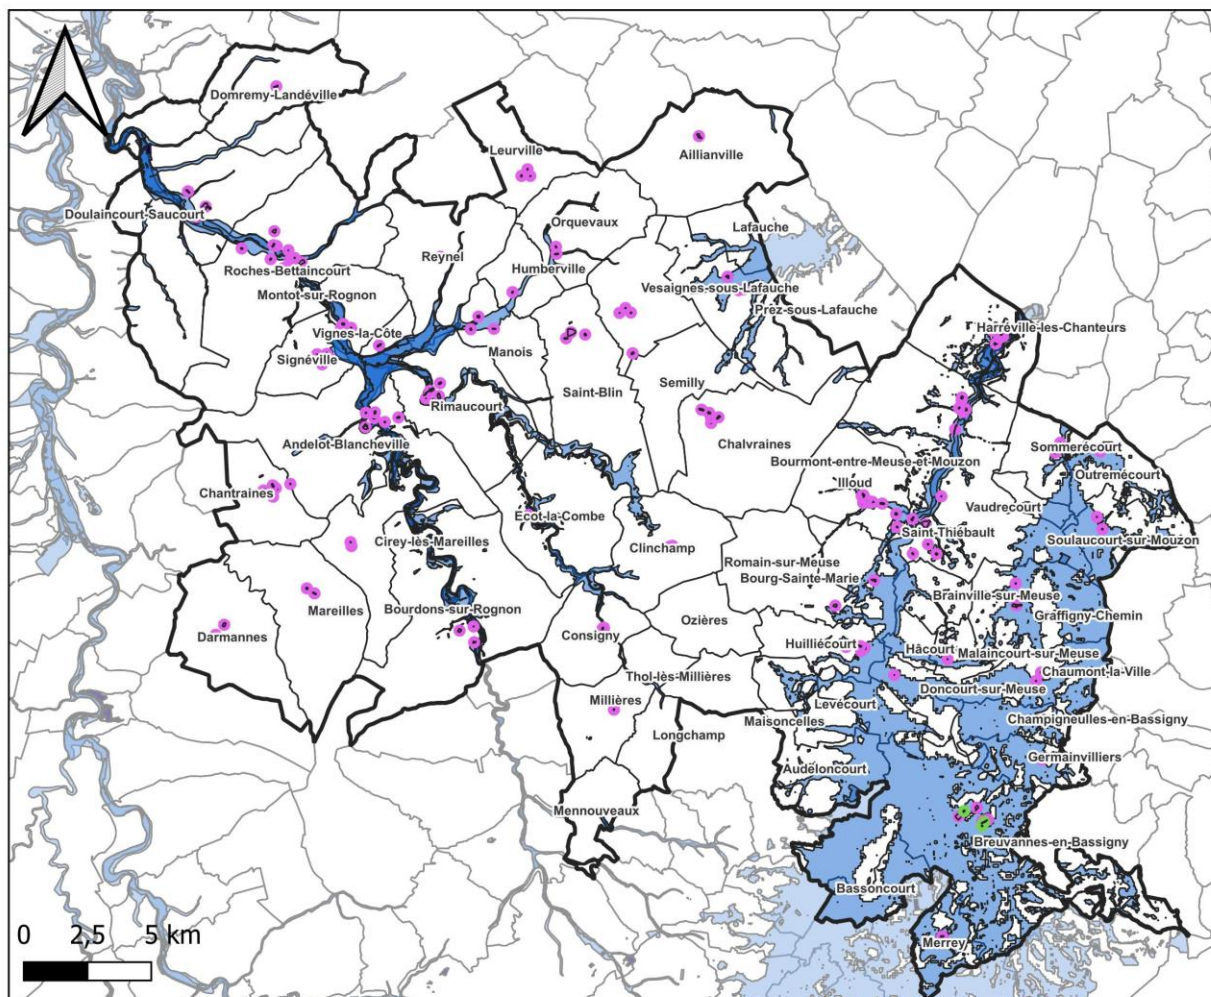 Domremy-Landéville
Leurville
Aillianville
Doulaincourt-Saucourt
Orquevaux
Lafauche
Reynel
Roches-Bettaincourt
Humberville
Vesaignes-sous-Lafauche
Montot-sur-Rognon
Prez-sous-Lafauche
Harréville-les-Chanteurs
Vignes-la-Côte
Manois
Signéville
Semilly
Saint-Blin
Rimaucourt
Chalvraines
Andelot-Blancheville
Sommerécourt
Bourmont-entre-Meuse-et-Mouzon
Outremécourt
Illoud
Chantraines
Vaudrecourt
Ecot-la-Combe
Saint-Thiébault
Cirey-lès-Mareilles
Soulaucourt-sur-Mouzon
Clinchamp
Romain-sur-Meuse
Bourg-Sainte-Marie
Brainville-sur-Meuse
Mareilles
Bourdons-sur-Rognon
Graffigny-Chemin
Ozières
Darmannes
Consigny
Huilliécourt
Hâcourt
Malaincourt-sur-Meuse
Chaumont-la-Ville
Thol-lès-Millières
Doncourt-sur-Meuse
Millières
Levécourt
Maisoncelles
Champigneulles-en-Bassigny
Longchamp
Germainvilliers
Audeloncourt
Mennouveaux
Breuvannes-en-Bassigny
Bassoncourt
Merrey
0 2,5 5 km